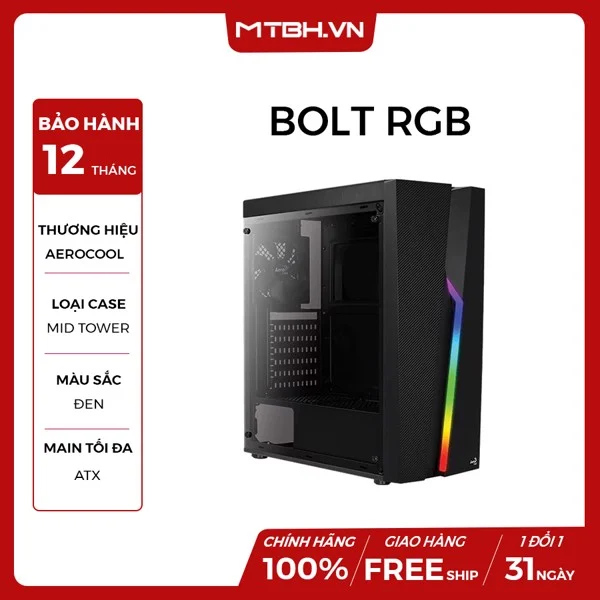 MTBH.VN
BẢO HÀNH
12 THÁNG
THƯƠNG HIỆU
AEROCOOL
LOẠI CASE
MID TOWER
MÀU SẮC
ĐEN
MAIN TỐI ĐA
ATX
BOLT RGB
CHÍNH HÃNG
100%
GIAO HÀNG
FREE SHIP
1 ĐỔI 1
31 NGÀY